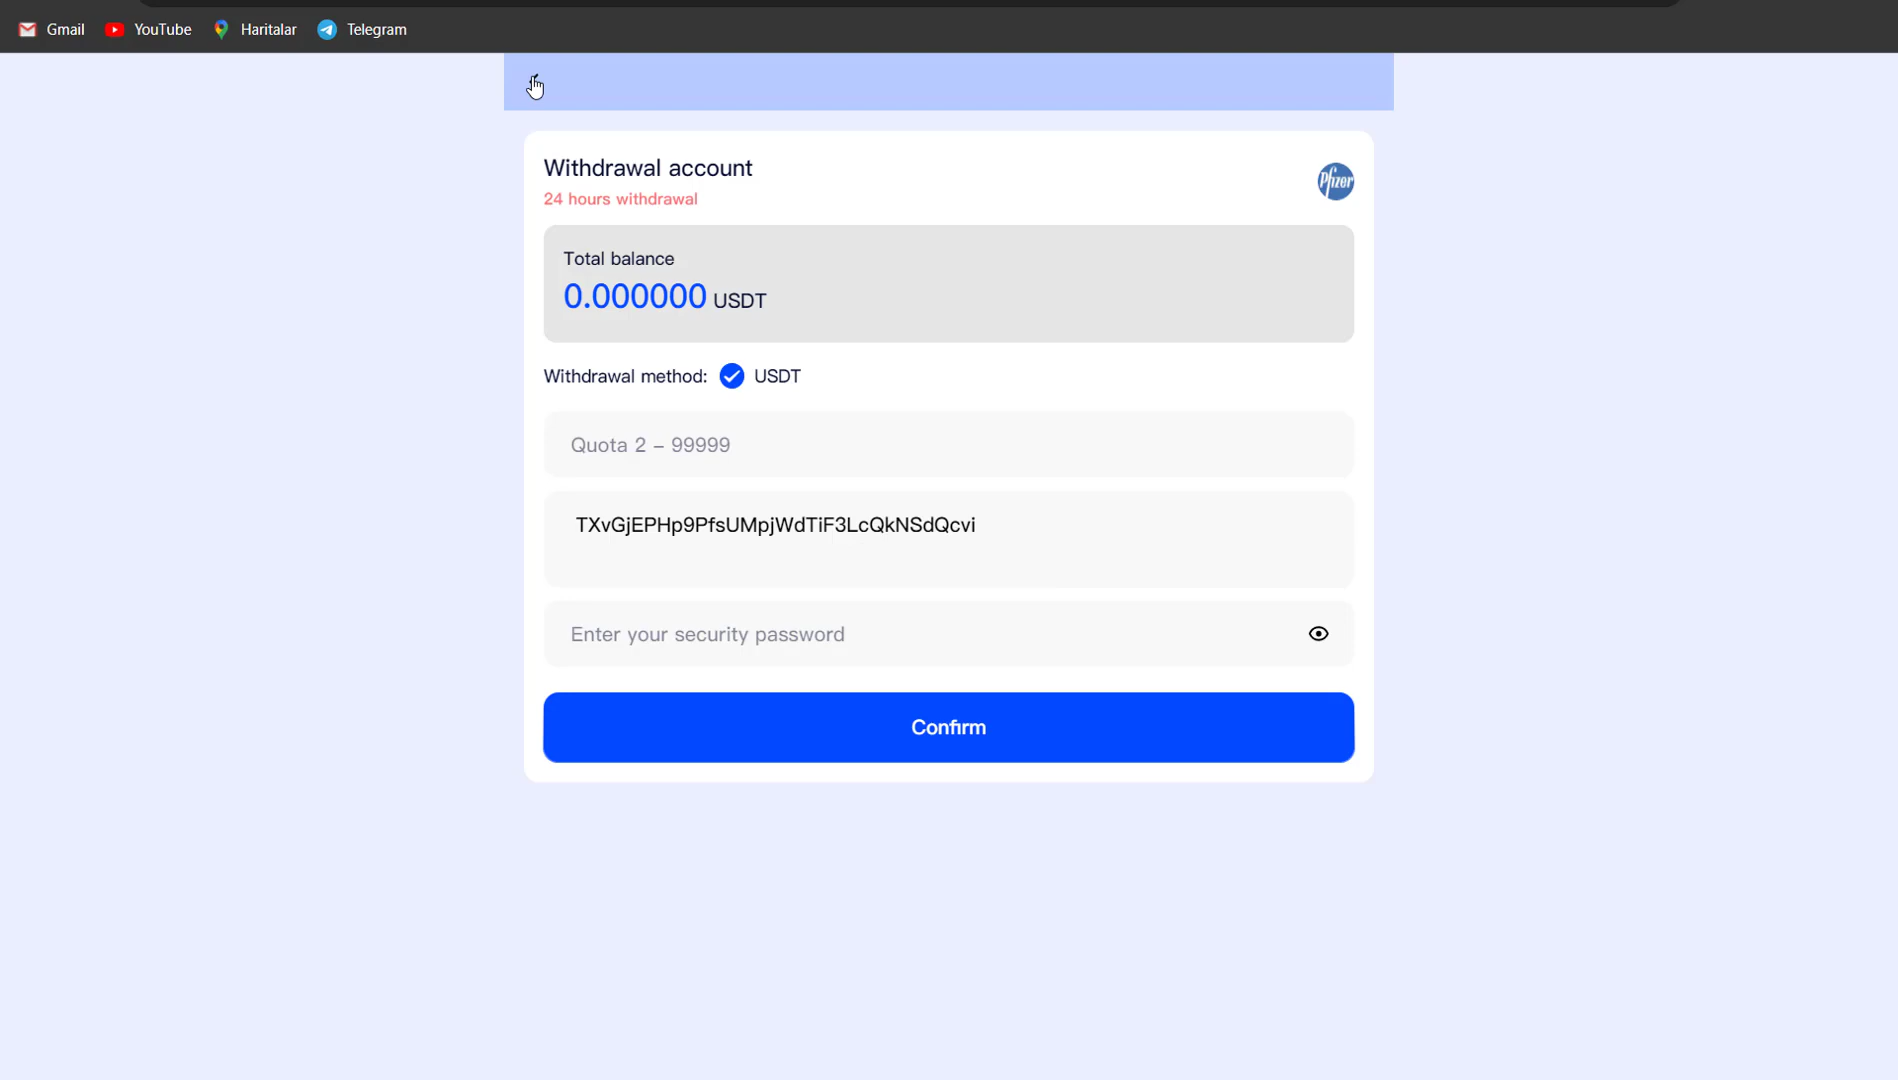 Gmail YouTube Haritalar Telegram
Withdrawal account
Pfizer
24 hours withdrawal
Total balance
0.000000 USDT
Withdrawal method: USDT
Quota 2 - 99999
TXvGjEPHp9PfsUMpjWdTiF3LcQkNSdQcvi
Enter your security password
Confirm